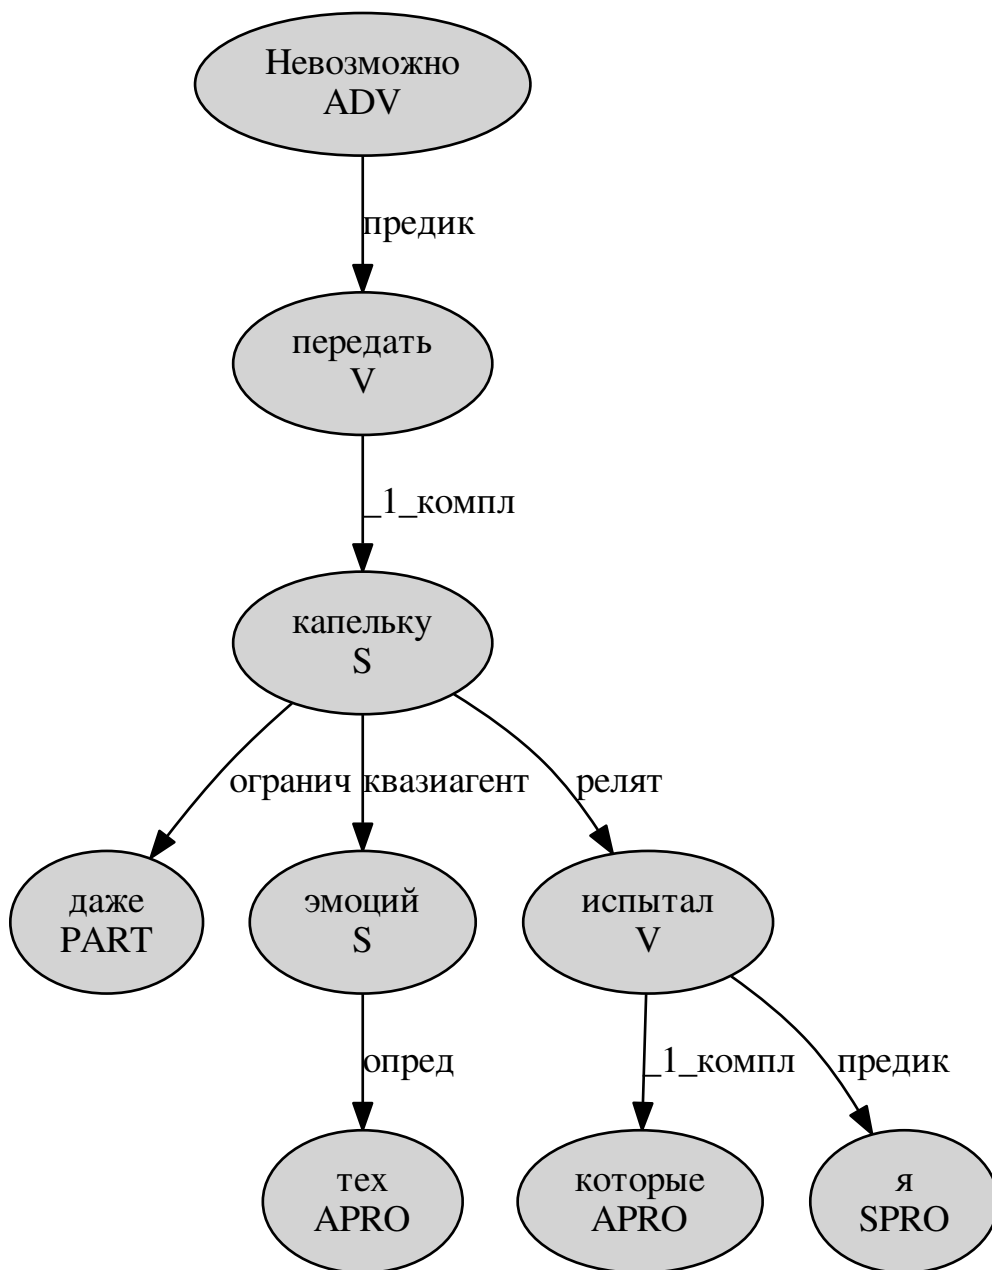 Невозможно
ADV
предик
передать
V
_1_компл
капельку
S
огранич
квазиагент
релят
даже
PART
эмоций
S
испытал
V
опред
_1_компл
предик
тех
APRO
которые
APRO
я
SPRO